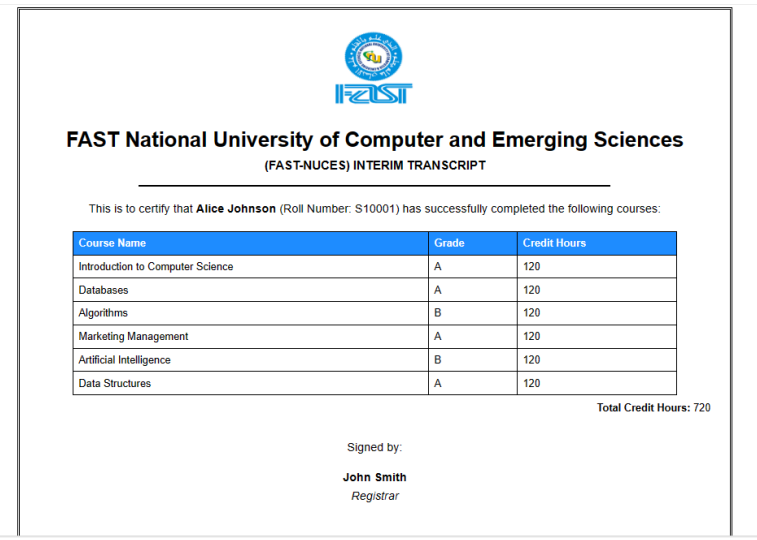 FAST
FAST National University of Computer and Emerging Sciences
(FAST-NUCES) INTERIM TRANSCRIPT
This is to certify that Alice Johnson (Roll Number: S10001) has successfully completed the following courses:
Course Name Grade Credit Hours
Introduction to Computer Science A 120
Databases A 120
Algorithms B 120
Marketing Management A 120
Artificial Intelligence B 120
Data Structures A 120
Total Credit Hours: 720
Signed by:
John Smith
Registrar